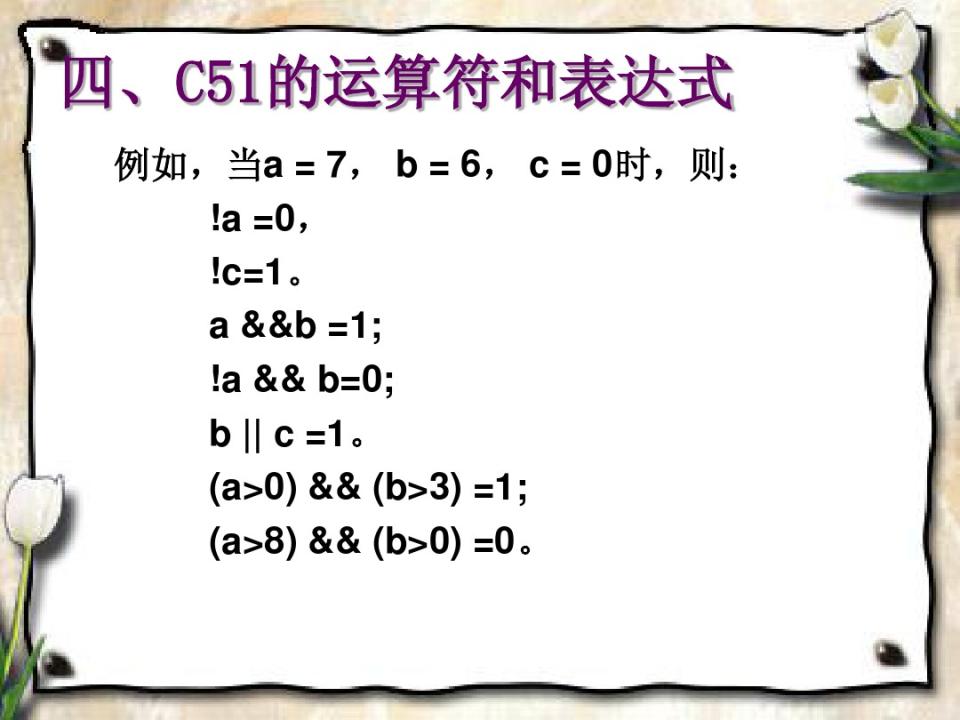 四、C51的运算符和表达式
例如，当a = 7， b = 6， c = 0时，则：
!a =0，
!c=1。
a &&b =1;
!a && b=0;
b || c =1。
(a>0) && (b>3) =1;
(a>8) && (b>0) =0。